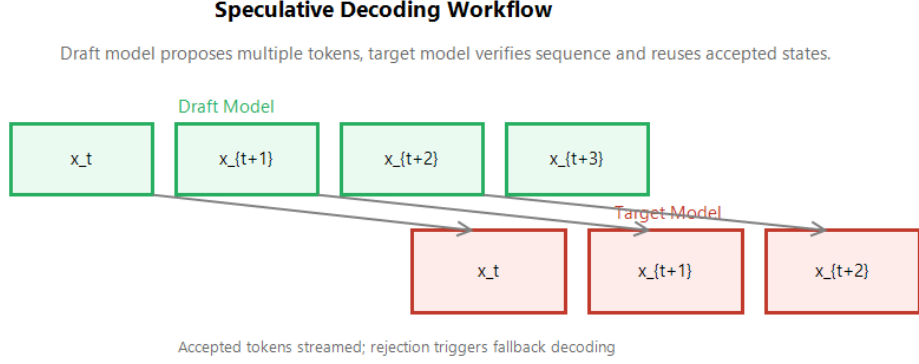 Speculative Decoding Workflow
Draft model proposes multiple tokens, target model verifies sequence and reuses accepted states.
Draft Model
x_t
x_{t+1}
x_{t+2}
x_{t+3}
Target Model
x_t
x_{t+1}
x_{t+2}
Accepted tokens streamed; rejection triggers fallback decoding